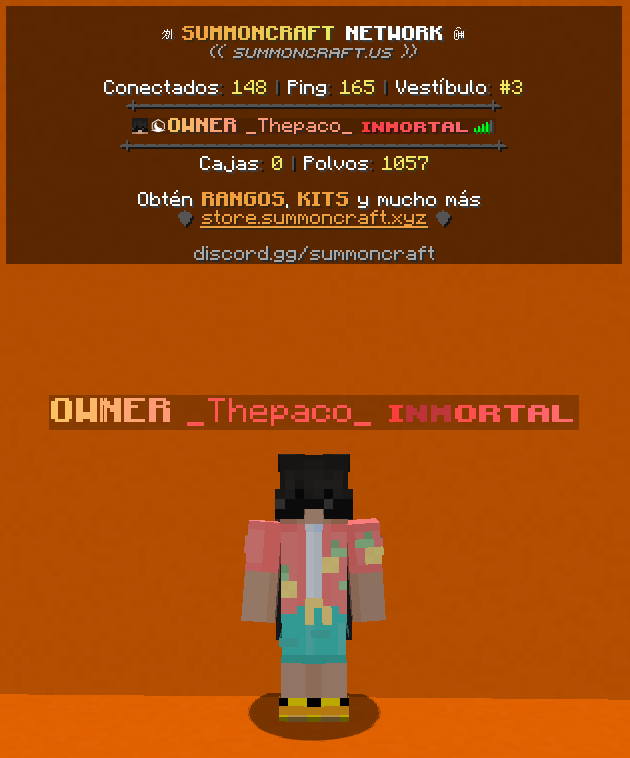 SUMMONCRAFT NETWORK
(( SUMMONCRAFT.US ))
Conectados: 148 | Ping: 165 | Vestíbulo: #3
OWNER _Thepaco_ INMORTAL
Cajas: 0 | Polvos: 1057
Obtén RANGOS, KITS y mucho más
store.summoncraft.xyz
discord.gg/summoncraft
OWNER _Thepaco_ INMORTAL